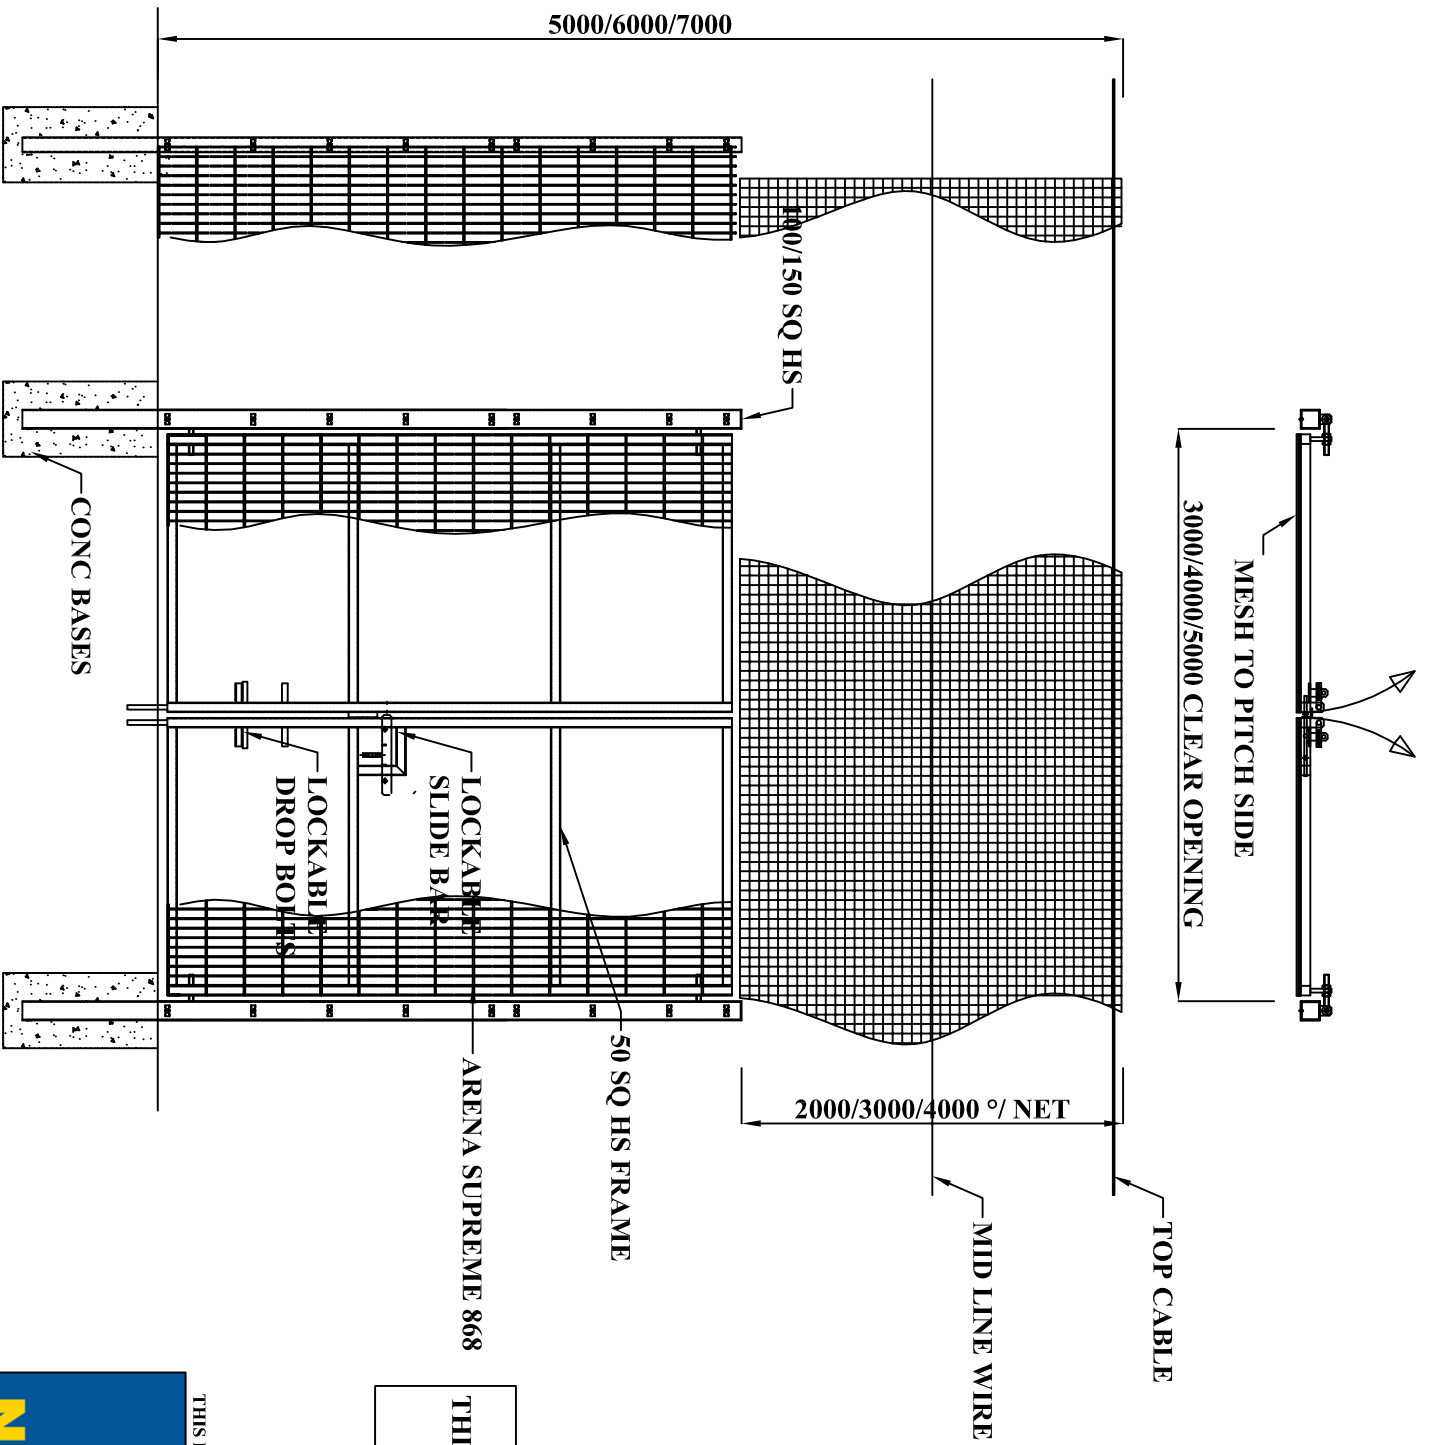 5000/6000/7000
100/150 SQ HS
3000/4000/5000 CLEAR OPENING
MESH TO PITCH SIDE
CONC BASES
LOCKABLE
SLIDE BAR
LOCKABLE
DROP BOLTS
2000/3000/4000 °/ NET
50 SQ HS FRAME
ARENA SUPREME 868
TOP CABLE
MID LINE WIRE
THI
THIS
N